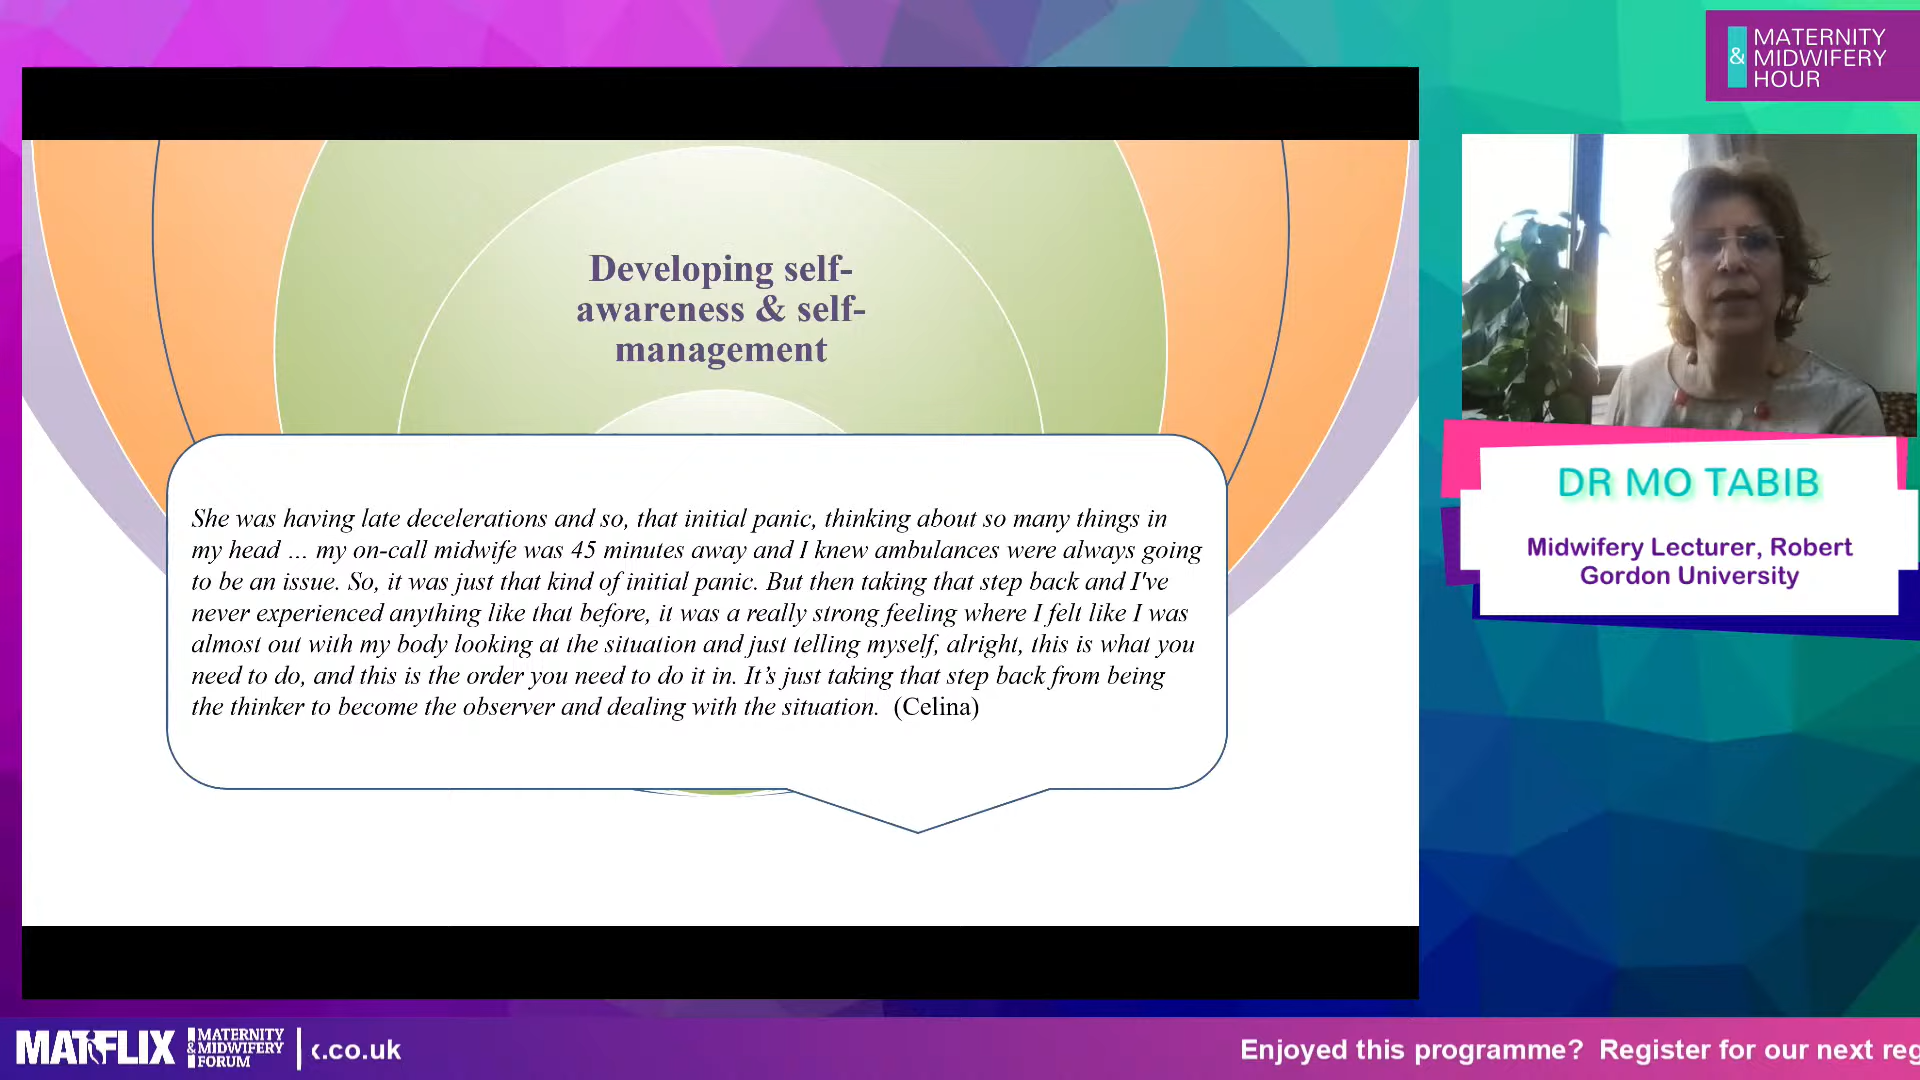 MATERNITY
& MIDWIFERY
HOUR
Developing self-
awareness & self-
management
She was having late decelerations and so, that initial panic, thinking about so many things in
my head ... my on-call midwife was 45 minutes away and I knew ambulances were always going
to be an issue. So, it was just that kind of initial panic. But then taking that step back and I've
never experienced anything like that before, it was a really strong feeling where I felt like I was
almost out with my body looking at the situation and just telling myself, alright, this is what you
need to do, and this is the order you need to do it in. It’s just taking that step back from being
the thinker to become the observer and dealing with the situation.  (Celina)
DR MO TABIB
Midwifery Lecturer, Robert
Gordon University
MATFLIX
MATERNITY
& MIDWIFERY
FORUM
.co.uk
Enjoyed this programme?  Register for our next reg